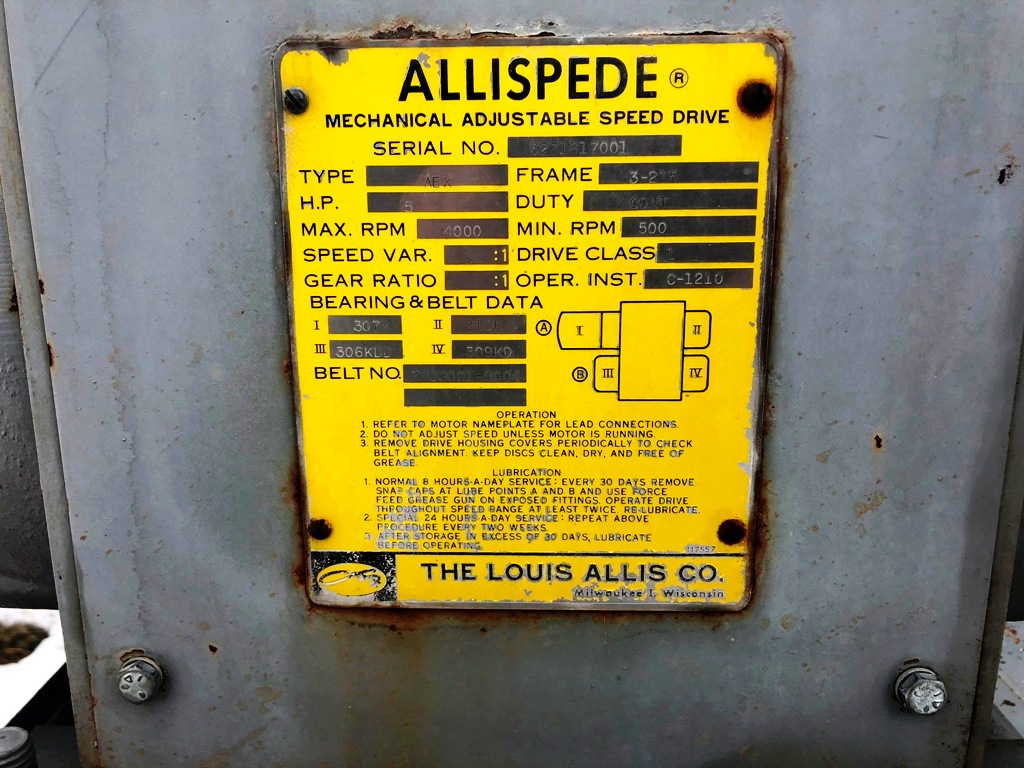 ALLISPEDE ®
MECHANICAL ADJUSTABLE SPEED DRIVE
SERIAL NO.
TYPE AEX FRAME
H.P. 5 DUTY CONT
MAX. RPM 4000 MIN. RPM 500
SPEED VAR. :1 DRIVE CLASS
GEAR RATIO :1 OPER. INST. C-1210
BEARING & BELT DATA
I II A I II
III IV B III IV
BELT NO.
OPERATION
1. REFER TO MOTOR NAMEPLATE FOR LEAD CONNECTIONS.
2. DO NOT ADJUST SPEED UNLESS MOTOR IS RUNNING.
3. REMOVE DRIVE HOUSING COVERS PERIODICALLY TO CHECK
BELT ALIGNMENT. KEEP DISCS CLEAN, DRY, AND FREE OF
GREASE.
LUBRICATION
1. NORMAL 8 HOURS-A-DAY SERVICE: EVERY 30 DAYS REMOVE
SNAP CAPS AT LUBE POINTS A AND B AND USE FORCE
FEED GREASE GUN ON EXPOSED FITTINGS. OPERATE DRIVE
THROUGHOUT SPEED RANGE AT LEAST TWICE. RE-LUBRICATE.
2. SPECIAL 24 HOURS-A-DAY SERVICE: REPEAT ABOVE
PROCEDURE EVERY TWO WEEKS.
3. AFTER STORAGE IN EXCESS OF 30 DAYS, LUBRICATE
BEFORE OPERATING.
117557
THE LOUIS ALLIS CO.
Milwaukee 1, Wisconsin